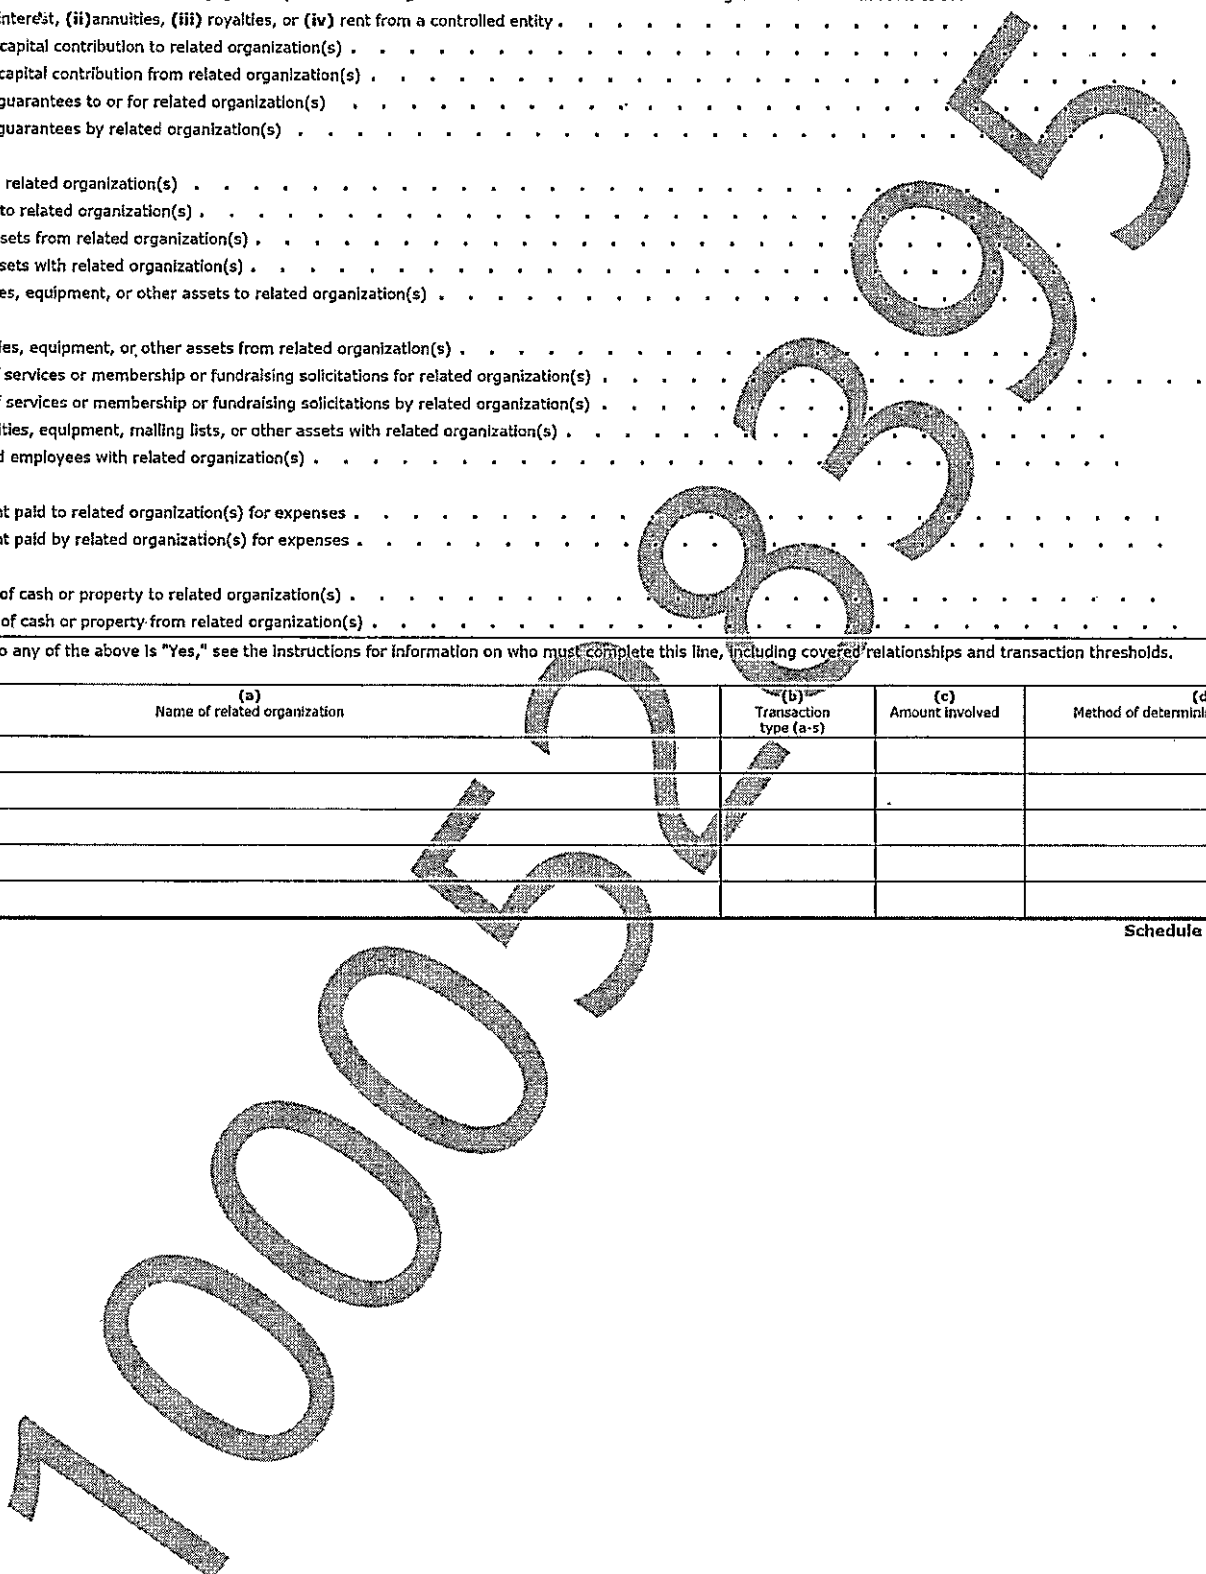 interest, (ii)annuities, (iii) royalties, or (iv) rent from a controlled entity
capital contribution to related organization(s)
capital contribution from related organization(s)
guarantees to or for related organization(s)
guarantees by related organization(s)
related organization(s)
to related organization(s)
sets from related organization(s)
sets with related organization(s)
es, equipment, or other assets to related organization(s)
ies, equipment, or other assets from related organization(s)
services or membership or fundraising solicitations for related organization(s)
services or membership or fundraising solicitations by related organization(s)
ities, equipment, mailing lists, or other assets with related organization(s)
d employees with related organization(s)
nt paid to related organization(s) for expenses
nt paid by related organization(s) for expenses
of cash or property to related organization(s)
of cash or property from related organization(s)
o any of the above is "Yes," see the instructions for information on who must complete this line, including covered relationships and transaction thresholds.
(a) (b) (c) (d
Name of related organization Transaction Amount involved Method of determini
type (a-s)
Schedule
10000528395